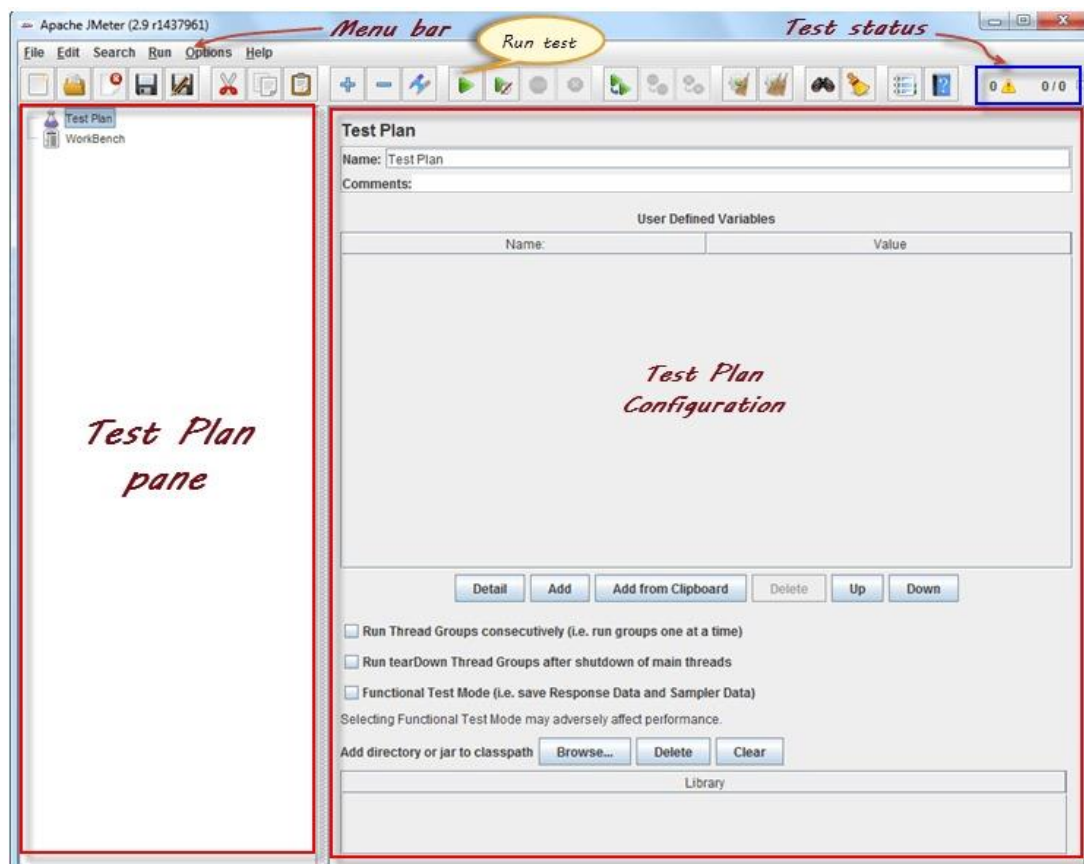 Apache JMeter (2.9 r1437961)
Menu bar
Run test
Test status
File Edit Search Run Options Help
0 0 / 0
Test Plan
WorkBench
Test Plan
pane
Test Plan
Name: Test Plan
Comments:
User Defined Variables
Name: Value
Test Plan
Configuration
Detail Add Add from Clipboard Delete Up Down
Run Thread Groups consecutively (i.e. run groups one at a time)
Run tearDown Thread Groups after shutdown of main threads
Functional Test Mode (i.e. save Response Data and Sampler Data)
Selecting Functional Test Mode may adversely affect performance.
Add directory or jar to classpath Browse... Delete Clear
Library